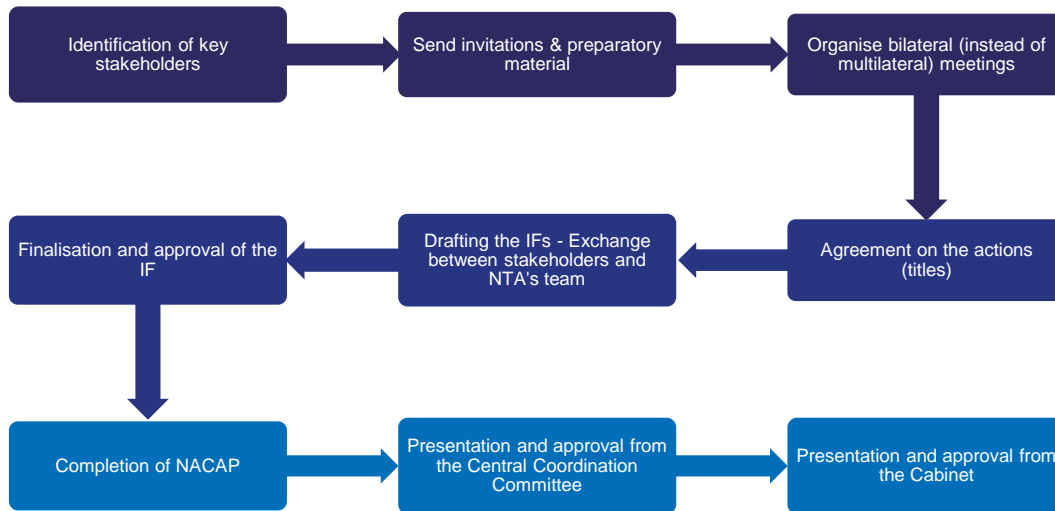 Identification of key
stakeholders
Send invitations & preparatory
material
Organise bilateral (instead of
multilateral) meetings
Agreement on the actions
(titles)
Drafting the IFs - Exchange
between stakeholders and
NTA's team
Finalisation and approval of the
IF
Completion of NACAP
Presentation and approval from
the Central Coordination
Committee
Presentation and approval from
the Cabinet